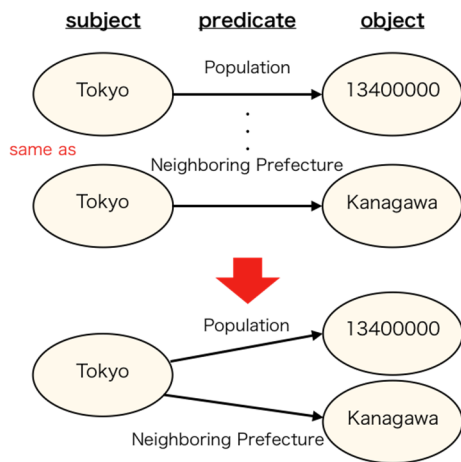 subject predicate object
Population
Tokyo 13400000
same as
Neighboring Prefecture
Tokyo Kanagawa
Population
13400000
Tokyo
Kanagawa
Neighboring Prefecture